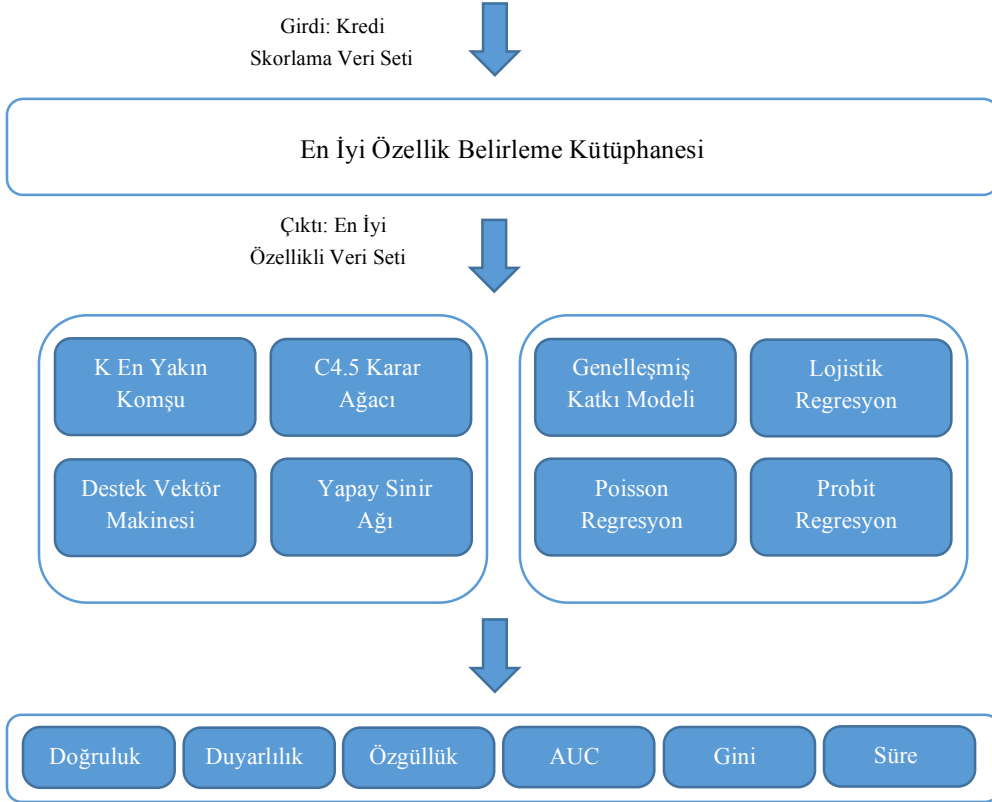 Girdi: Kredi
Skorlama Veri Seti
En İyi Özellik Belirleme Kütüphanesi
Çıktı: En İyi
Özellikli Veri Seti
K En Yakın
Komşu
C4.5 Karar
Ağacı
Destek Vektör
Makinesi
Yapay Sinir
Ağı
Genelleşmiş
Katkı Modeli
Lojistik
Regresyon
Poisson
Regresyon
Probit
Regresyon
Doğruluk
Duyarlılık
Özgüllük
AUC
Gini
Süre